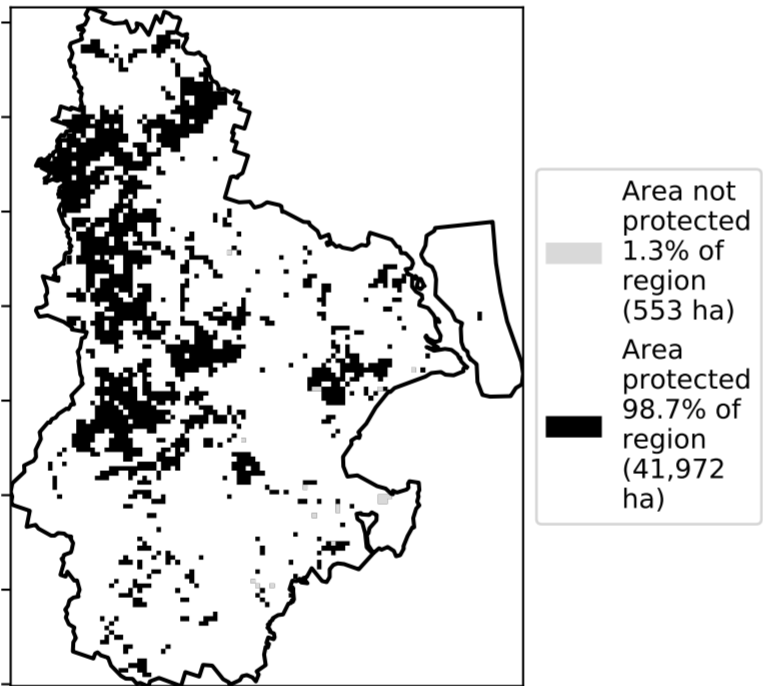 Area not
protected
1.3% of
region
(553 ha)
Area
protected
98.7% of
region
(41,972
ha)